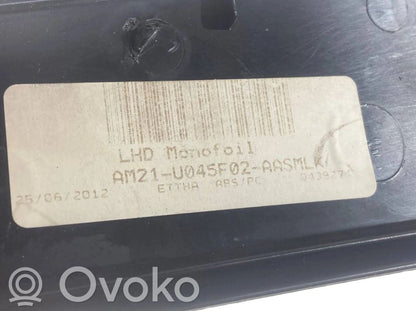 LHD Monofoil
AM21-U045F02-AASMLK
25/06/2012 ETTHA ABS/PC
Ovoko